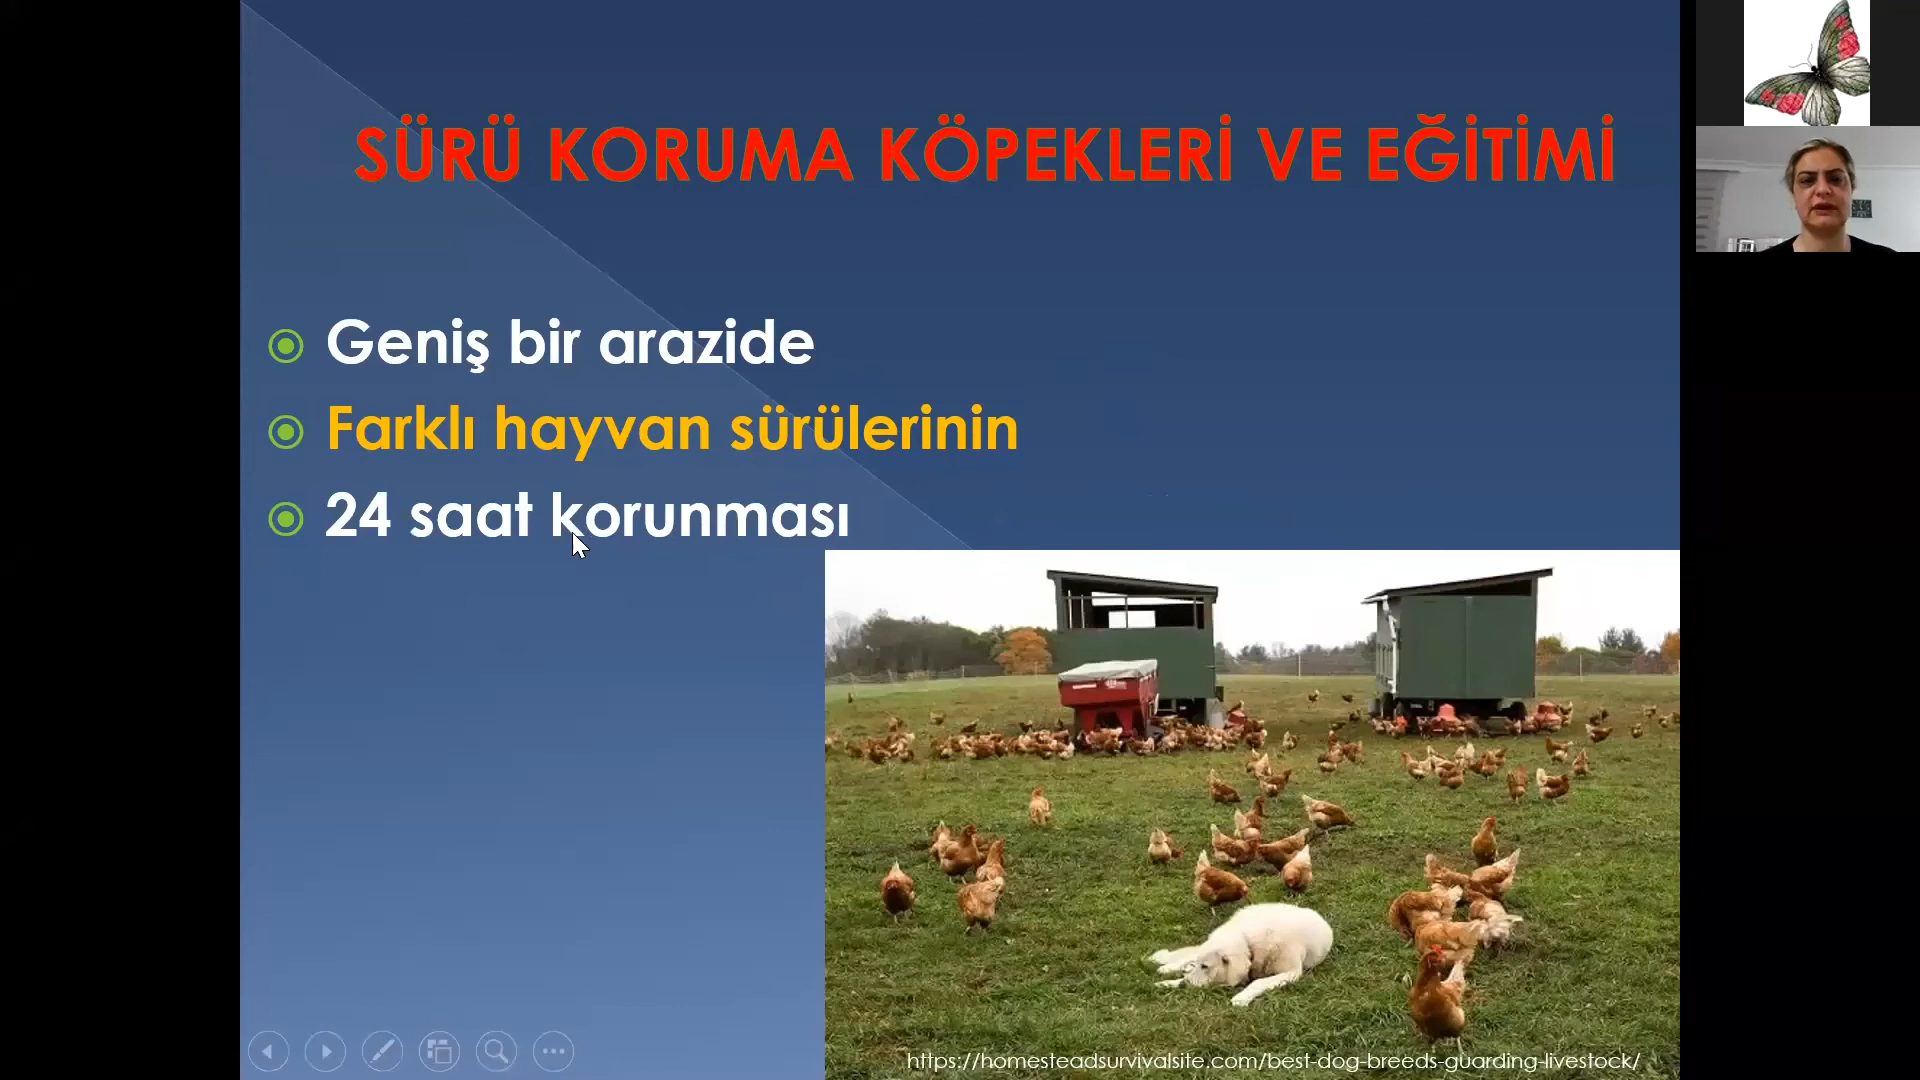 SÜRÜ KORUMA KÖPEKLERİ VE EĞİTİMİ
Geniş bir arazide
Farklı hayvan sürülerinin
24 saat korunması
https://homesteadsurvivalsite.com/best-dog-breeds-guarding-livestock/